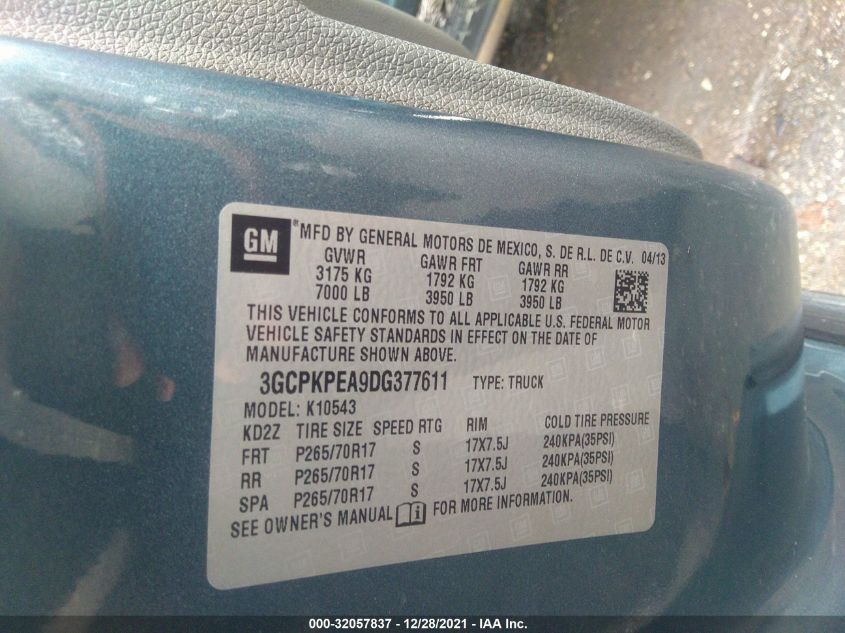 GM ® MFD BY GENERAL MOTORS DE MEXICO, S. DE R.L. DE C.V. 04/13
GVWR GAWR FRT GAWR RR
3175 KG 1792 KG 1792 KG
7000 LB 3950 LB 3950 LB
THIS VEHICLE CONFORMS TO ALL APPLICABLE U.S. FEDERAL MOTOR
VEHICLE SAFETY STANDARDS IN EFFECT ON THE DATE OF
MANUFACTURE SHOWN ABOVE.
3GCPKPEA9DG377611 TYPE: TRUCK
MODEL: K10543
KD2Z TIRE SIZE SPEED RTG RIM COLD TIRE PRESSURE
FRT P265/70R17 S 17X7.5J 240KPA(35PSI)
RR P265/70R17 S 17X7.5J 240KPA(35PSI)
SPA P265/70R17 S 17X7.5J 240KPA(35PSI)
SEE OWNER'S MANUAL FOR MORE INFORMATION.
000-32057837 - 12/28/2021 - IAA Inc.